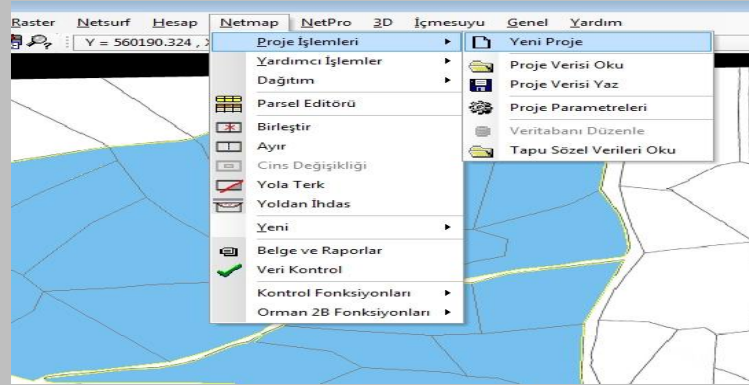 Raster Netsurf Hesap Netmap NetPro 3D İçmesuyu Genel Yardım
Y = 560190.324 ,
Proje İşlemleri
Yardımcı İşlemler
Dağıtım
Parsel Editörü
Birleştir
Ayır
Cins Değişikliği
Yola Terk
Yoldan İhdas
Yeni
Belge ve Raporlar
Veri Kontrol
Kontrol Fonksiyonları
Orman 2B Fonksiyonları
Yeni Proje
Proje Verisi Oku
Proje Verisi Yaz
Proje Parametreleri
Veritabanı Düzenle
Tapu Sözel Verileri Oku